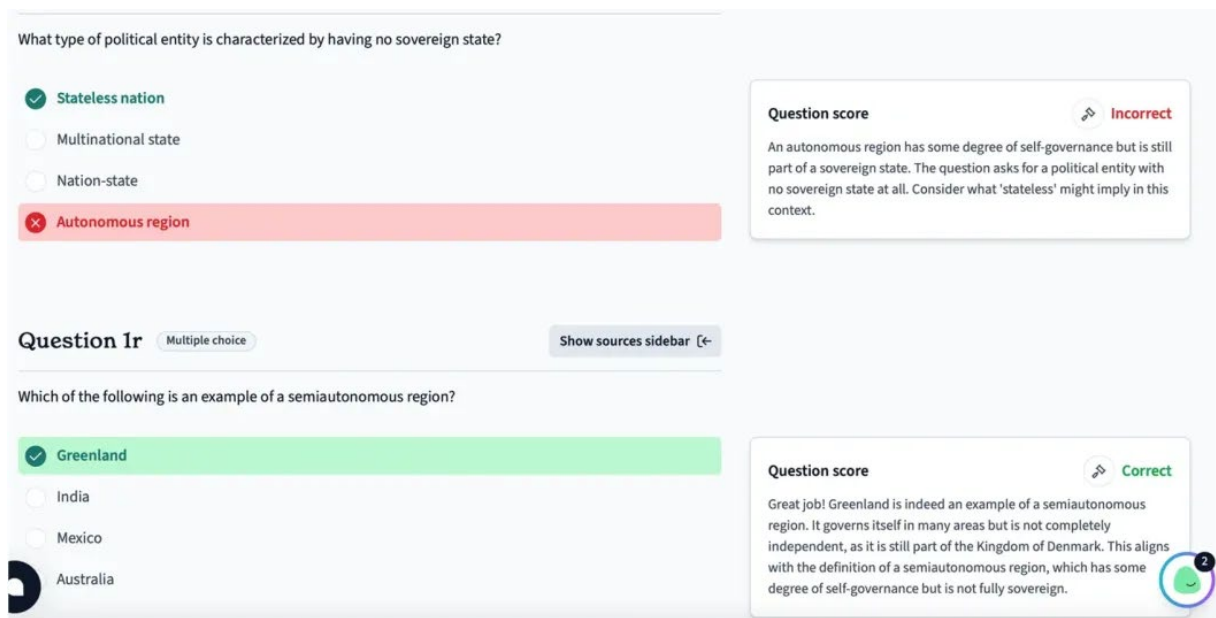 What type of political entity is characterized by having no sovereign state?
Stateless nation
Multinational state
Nation-state
Autonomous region
Question score
Incorrect
An autonomous region has some degree of self-governance but is still
part of a sovereign state. The question asks for a political entity with
no sovereign state at all. Consider what 'stateless' might imply in this
context.
Question 1r
Multiple choice
Show sources sidebar
Which of the following is an example of a semiautonomous region?
Greenland
India
Mexico
Australia
Question score
Correct
Great job! Greenland is indeed an example of a semiautonomous
region. It governs itself in many areas but is not completely
independent, as it is still part of the Kingdom of Denmark. This aligns
with the definition of a semiautonomous region, which has some
degree of self-governance but is not fully sovereign.
2